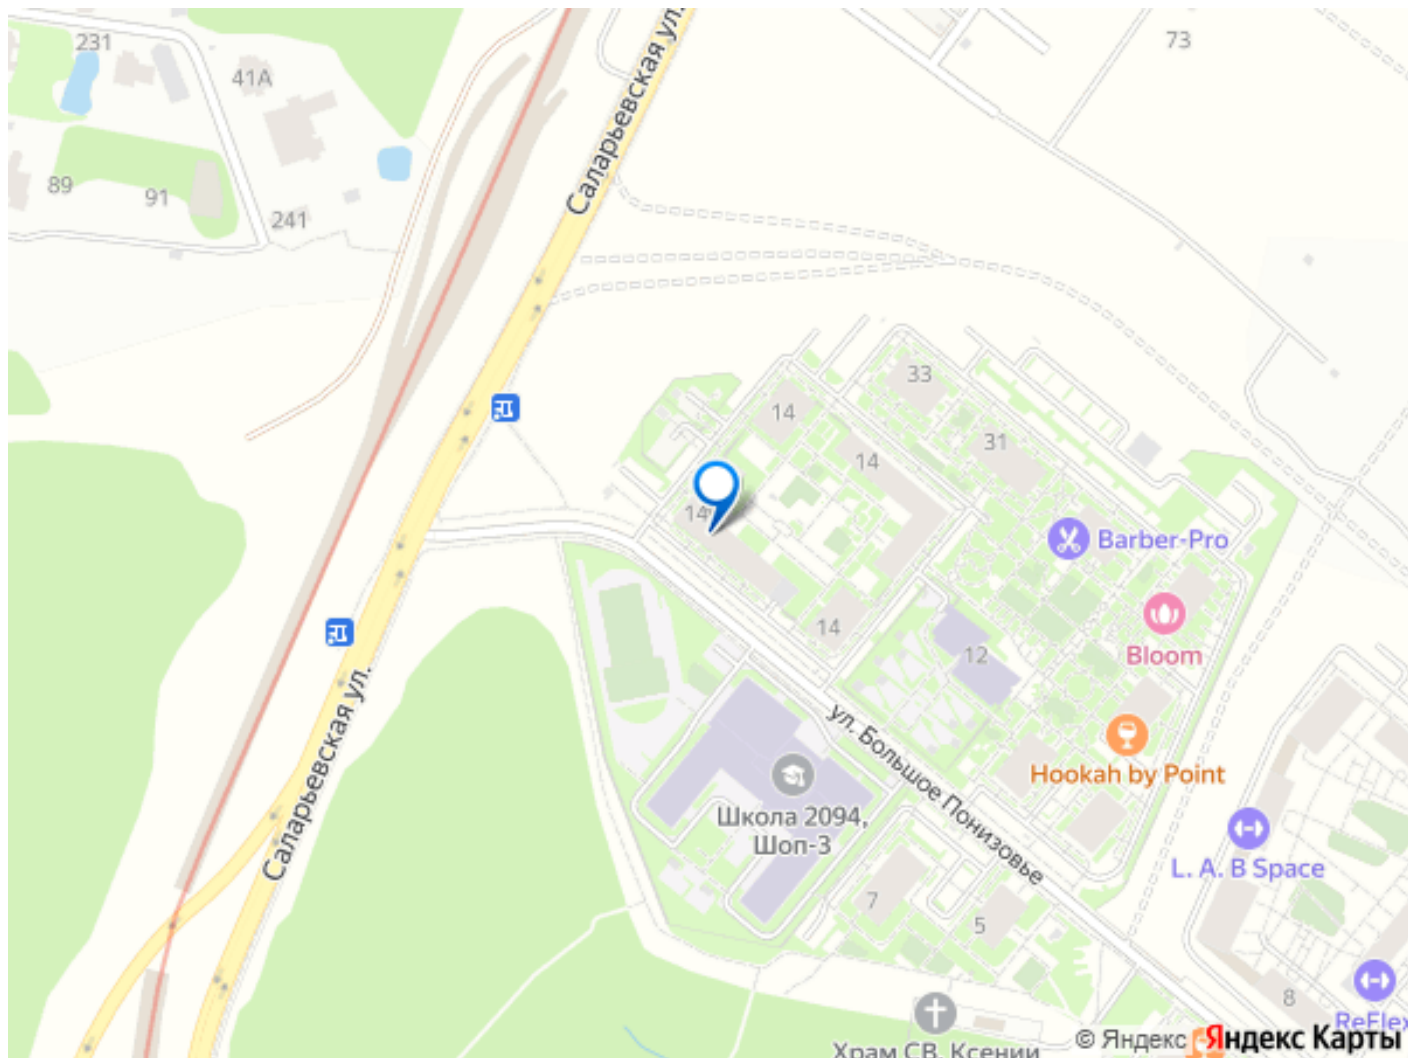 231
41А
73
Саларьевская ул.
89
91
241
33
14
31
14
14
Barber-Pro
Bloom
14
12
ул. Большое Понизовье
Hookah by Point
Школа 2094,
Шоп-3
Саларьевская ул.
L. A. B Space
7
5
8
ReFlex
Храм СВ. Ксении
© Яндекс
Яндекс Карты